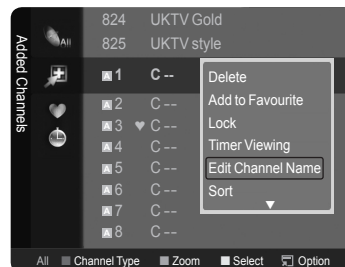 824 UKTV Gold
All
825 UKTV style
Added Channels
A 1 C --
A 2 C --
A 3 ♥ C --
A 4 C --
A 5 C --
A 6 C --
A 7 C --
A 8 C --
Delete
Add to Favourite
Lock
Timer Viewing
Edit Channel Name
Sort
▼
All Channel Type Zoom Select Option